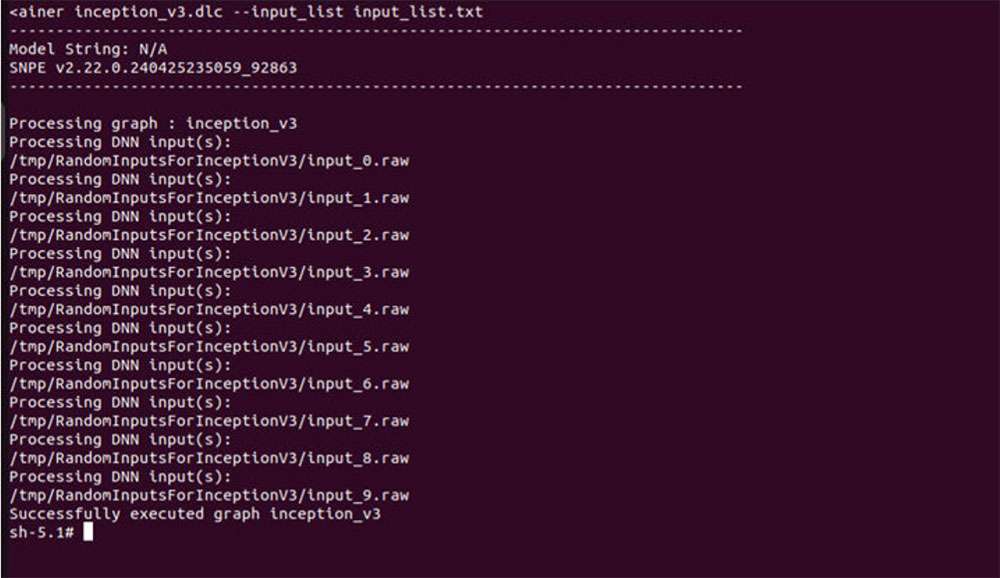 <ainer inception_v3.dlc --input_list input_list.txt
-------------------------------------------------------------------------------
Model String: N/A
SNPE v2.22.0.240425235059_92863
-------------------------------------------------------------------------------
Processing graph : inception_v3
Processing DNN input(s):
/tmp/RandomInputsForInceptionV3/input_0.raw
Processing DNN input(s):
/tmp/RandomInputsForInceptionV3/input_1.raw
Processing DNN input(s):
/tmp/RandomInputsForInceptionV3/input_2.raw
Processing DNN input(s):
/tmp/RandomInputsForInceptionV3/input_3.raw
Processing DNN input(s):
/tmp/RandomInputsForInceptionV3/input_4.raw
Processing DNN input(s):
/tmp/RandomInputsForInceptionV3/input_5.raw
Processing DNN input(s):
/tmp/RandomInputsForInceptionV3/input_6.raw
Processing DNN input(s):
/tmp/RandomInputsForInceptionV3/input_7.raw
Processing DNN input(s):
/tmp/RandomInputsForInceptionV3/input_8.raw
Processing DNN input(s):
/tmp/RandomInputsForInceptionV3/input_9.raw
Successfully executed graph inception_v3
sh-5.1#